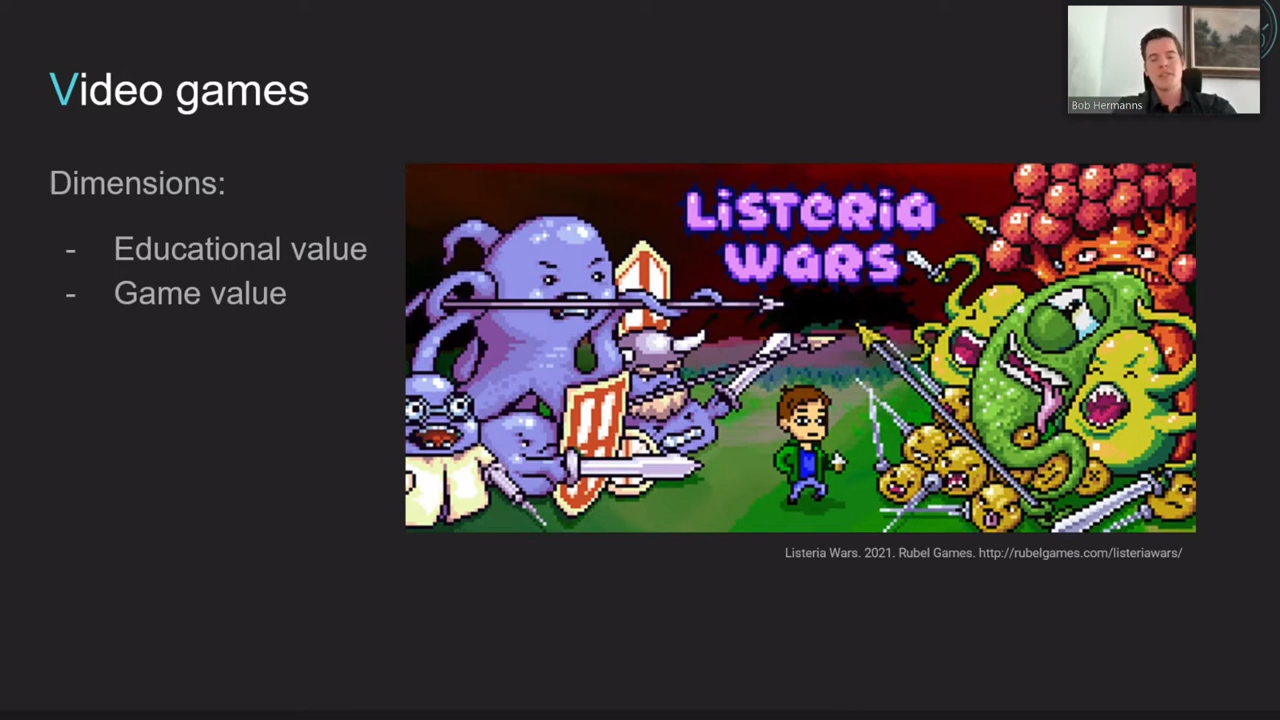 Video games
Bob Hermanns
Dimensions:
- Educational value
- Game value
LiSTeRia
WaRS
Listeria Wars. 2021. Rubel Games. http://rubelgames.com/listeriawars/